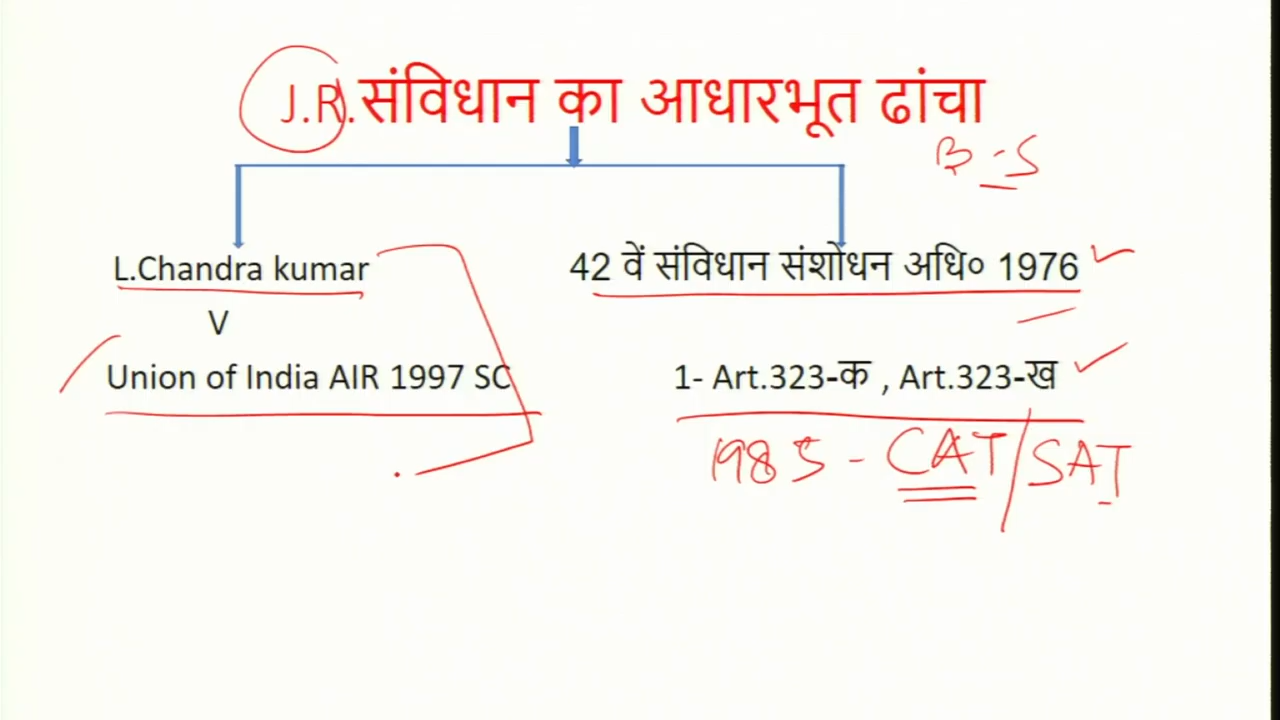 J.R.संविधान का आधारभूत ढांचा
B.S
L.Chandra kumar
V
Union of India AIR 1997 SC
42 वें संविधान संशोधन अधि० 1976
1- Art.323-क , Art.323-ख
1985 - CAT/SAT